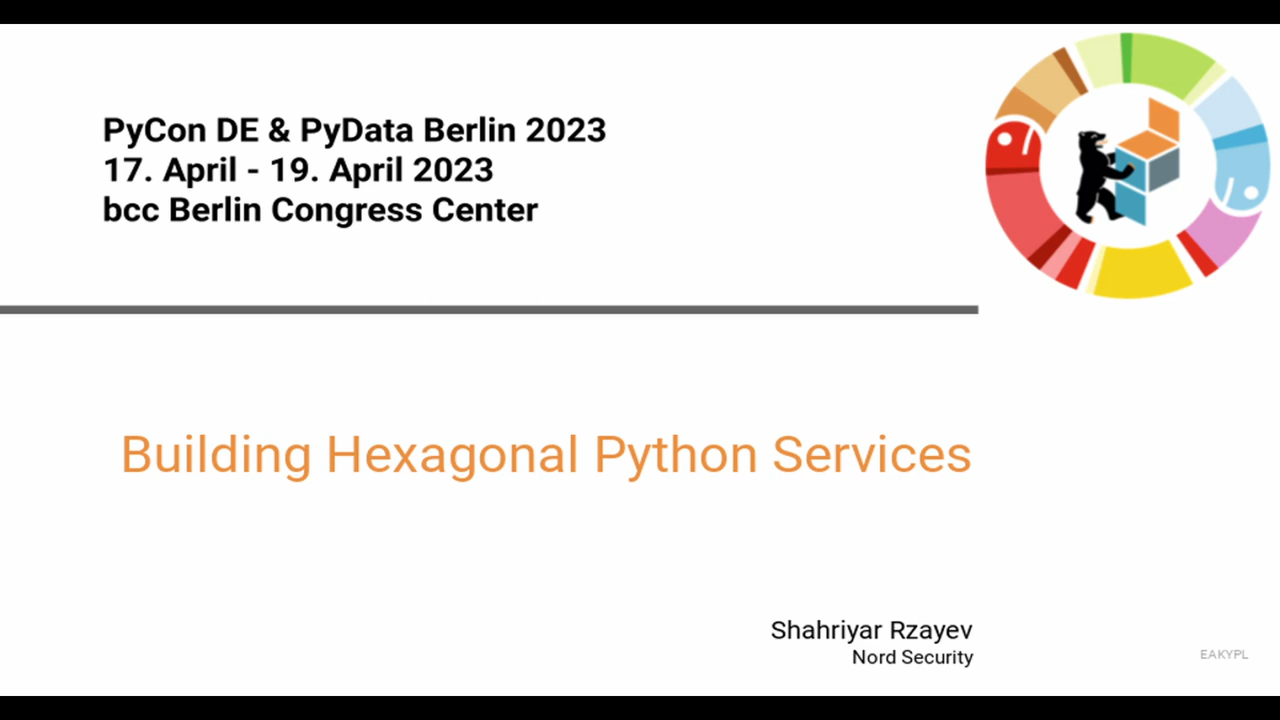 PyCon DE & PyData Berlin 2023
17. April - 19. April 2023
bcc Berlin Congress Center
Building Hexagonal Python Services
Shahriyar Rzayev
Nord Security
EAKYPL